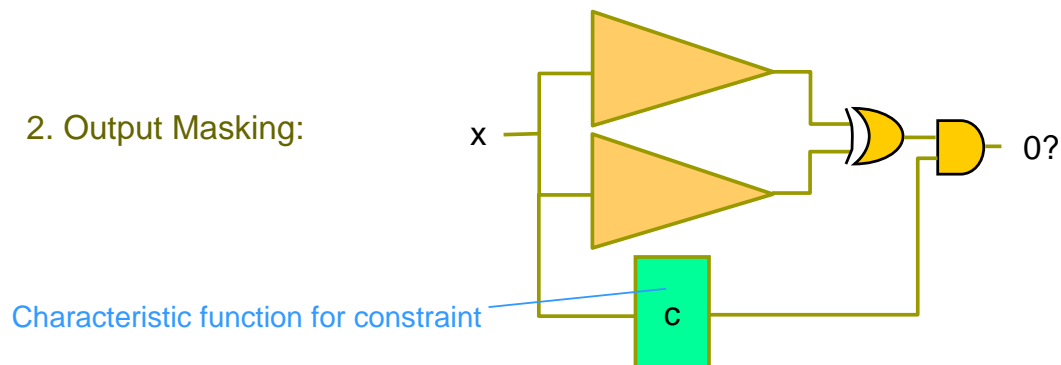 2. Output Masking:
x
0?
Characteristic function for constraint
c